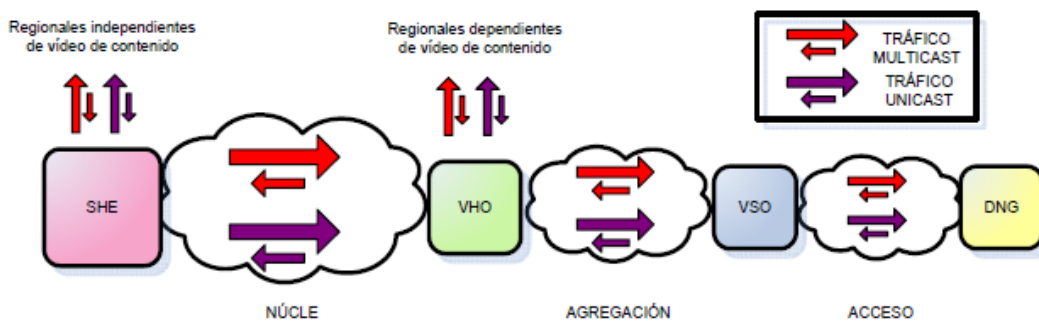 Regionales independientes
de vídeo de contenido
Regionales dependientes
de vídeo de contenido
TRÁFICO
MULTICAST
TRÁFICO
UNICAST
SHE
VHO
VSO
DNG
NÚCLE
AGREGACIÓN
ACCESO